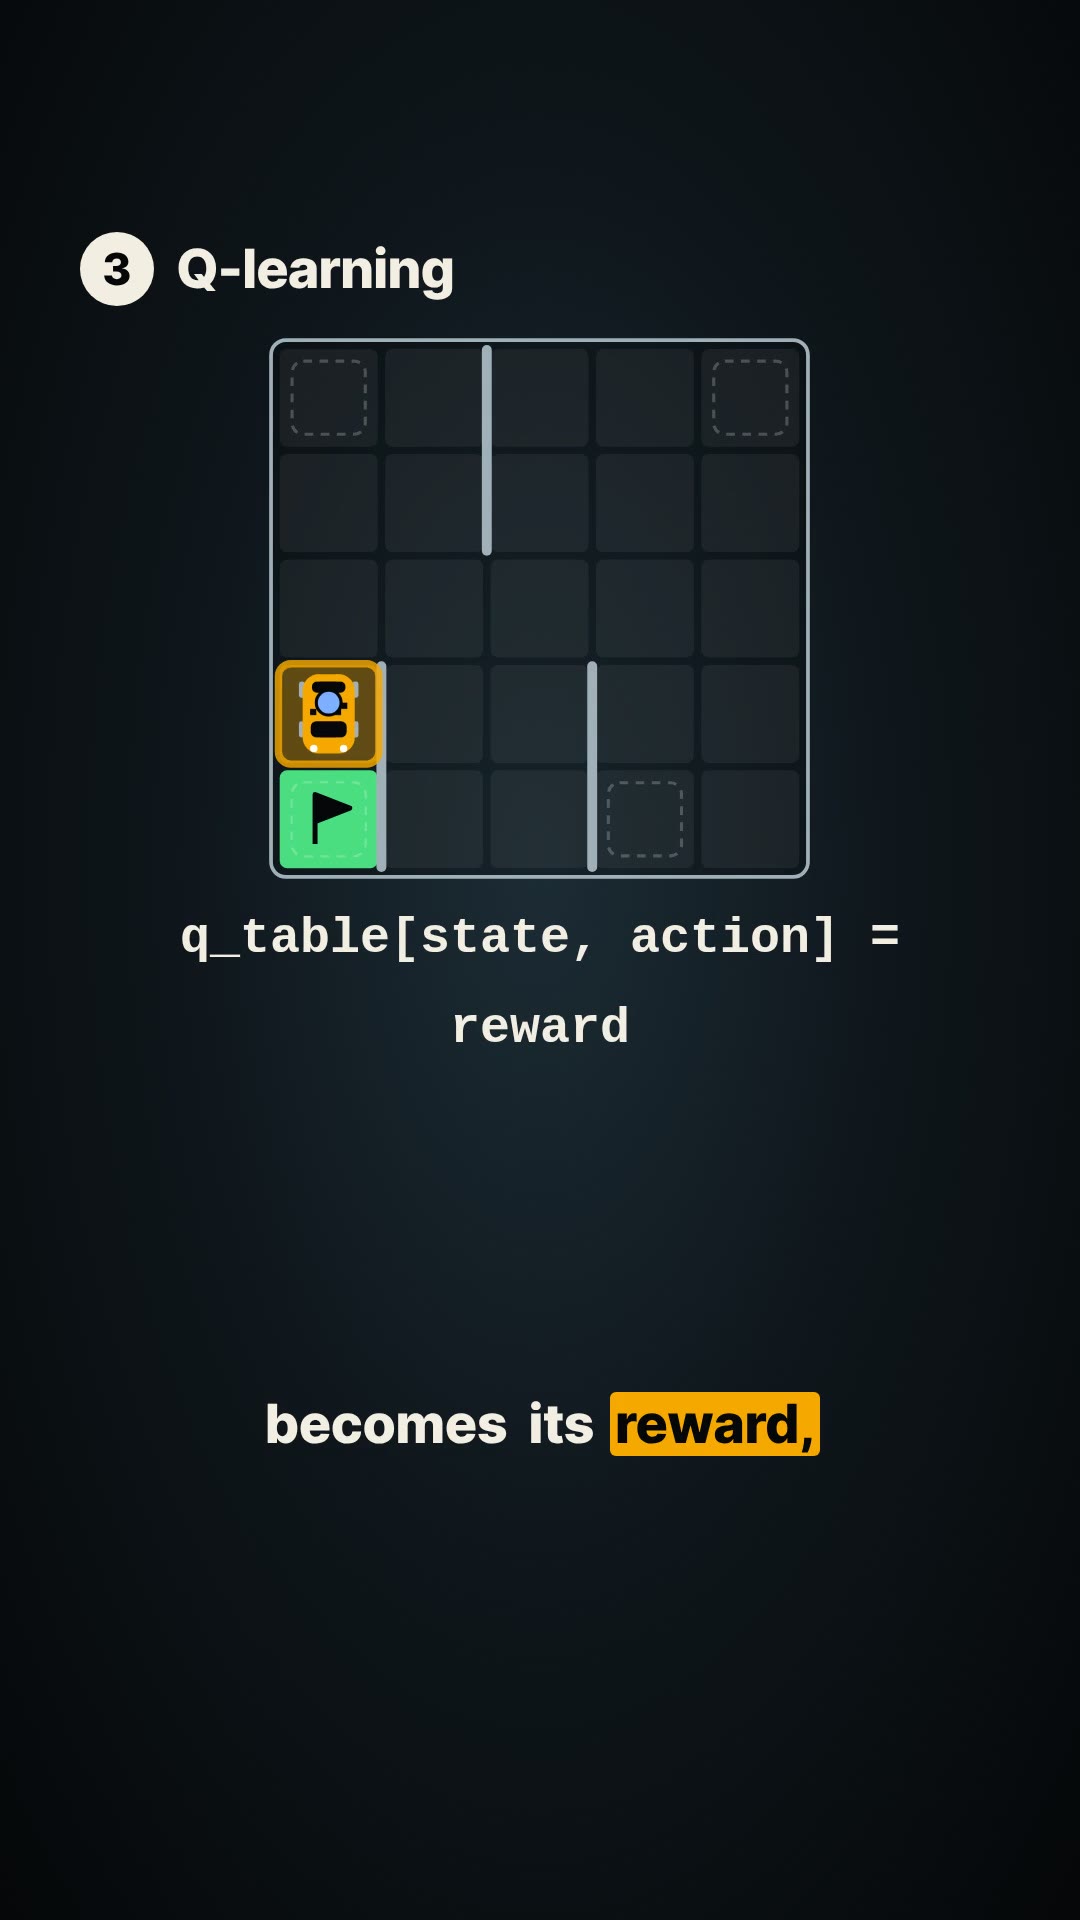 3 Q-learning
q_table[state, action] =
reward
becomes its reward,